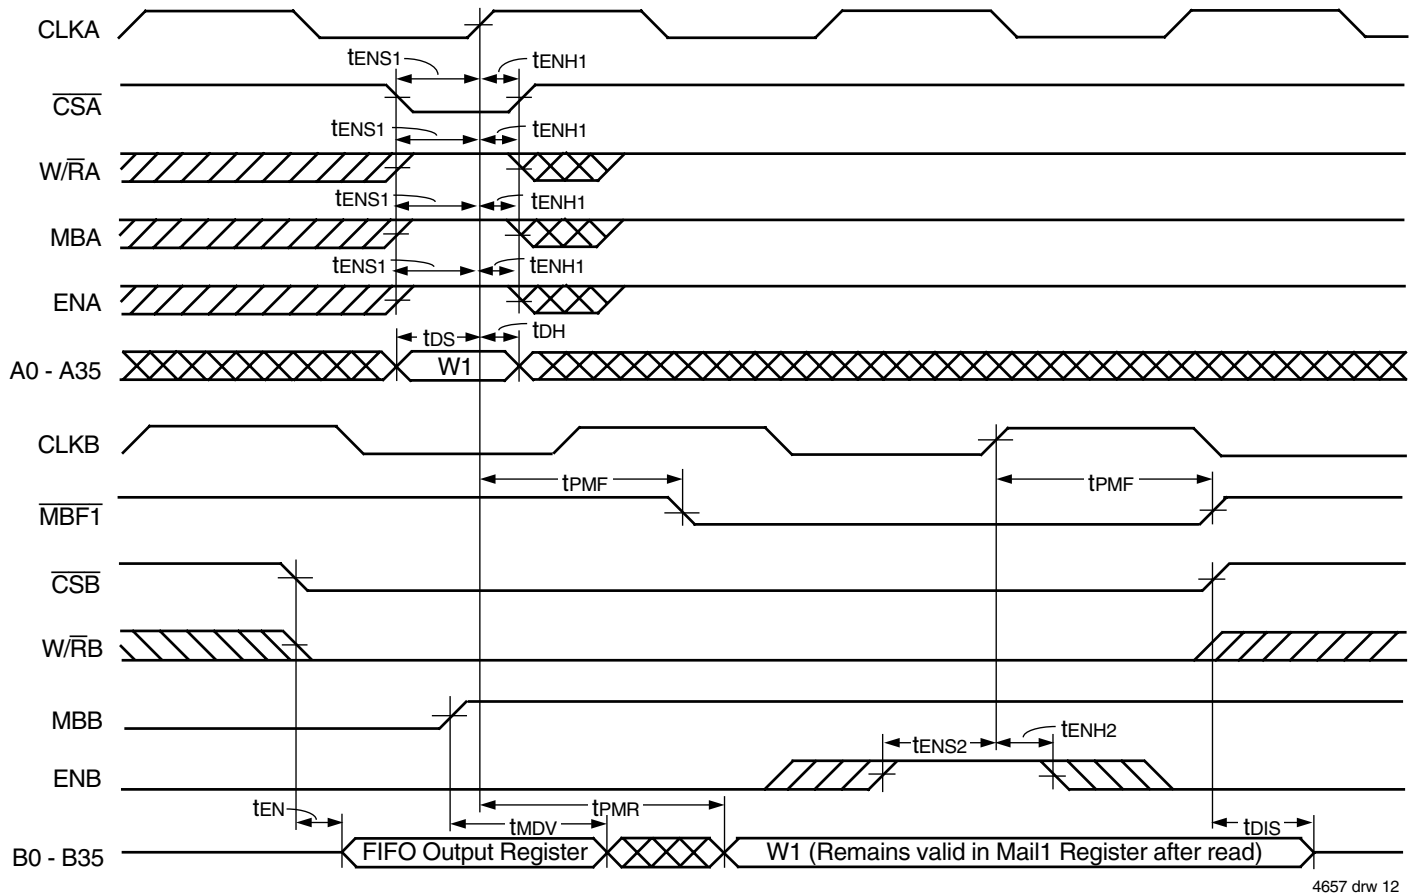 CLKA
tENS1 tENH1
CSA
tENS1 tENH1
W/RA
tENS1 tENH1
MBA
tENS1 tENH1
ENA
tDS tDH
A0 - A35 W1
CLKB
tPMF tPMF
MBF1
CSB
W/RB
MBB
tENS2 tENH2
ENB
tEN tPMR
tMDV tDIS
B0 - B35 FIFO Output Register W1 (Remains valid in Mail1 Register after read)
4657 drw 12